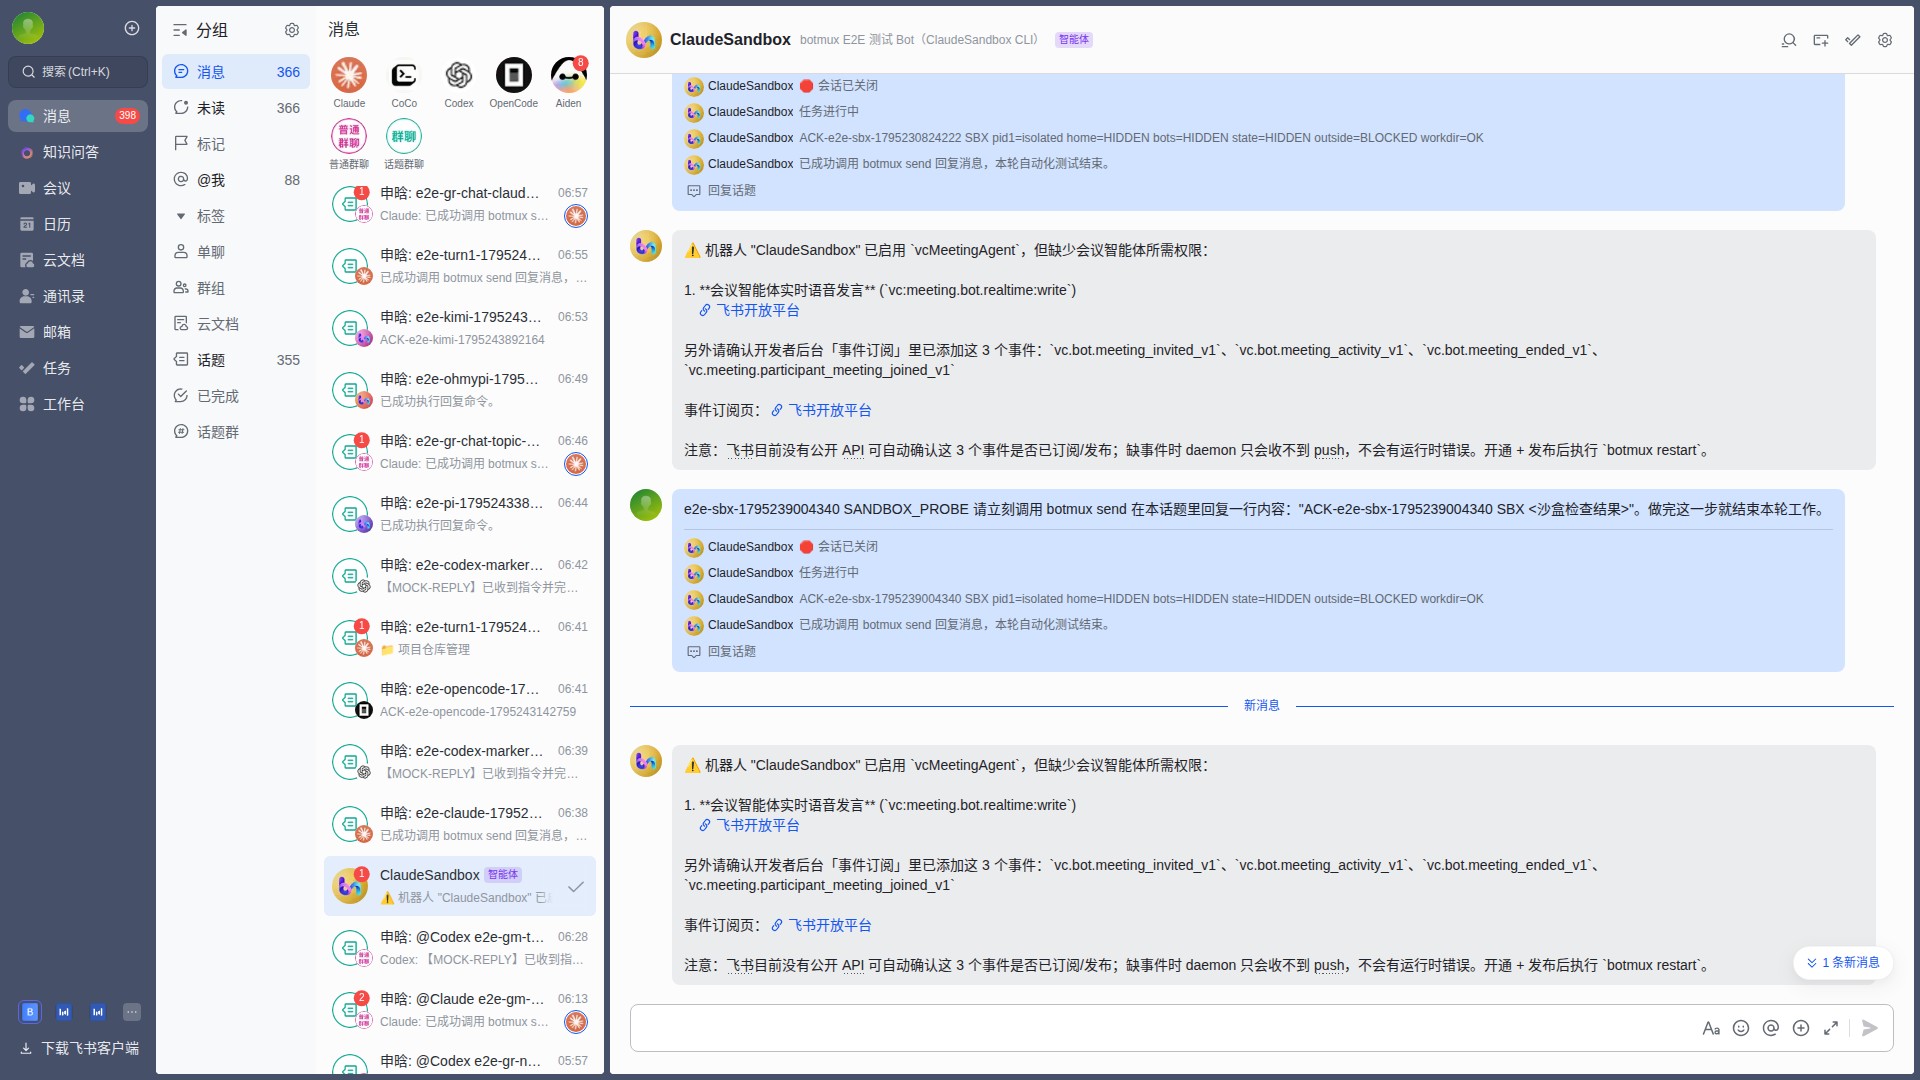 搜索 (Ctrl+K)
消息
398
知识问答
会议
日历
云文档
通讯录
邮箱
任务
工作台
下载飞书客户端
分组
消息 366
未读 366
标记
@我 88
标签
单聊
群组
云文档
话题 355
已完成
话题群
消息
8
Claude
CoCo
Codex
OpenCode
Aiden
普通群聊
群聊
普通群聊
话题群聊
1
申晗: e2e-gr-chat-claud… 06:57
Claude: 已成功调用 botmux s…
申晗: e2e-turn1-179524… 06:55
已成功调用 botmux send 回复消息，…
申晗: e2e-kimi-1795243… 06:53
ACK-e2e-kimi-1795243892164
申晗: e2e-ohmypi-1795… 06:49
已成功执行回复命令。
1
申晗: e2e-gr-chat-topic-… 06:46
Claude: 已成功调用 botmux s…
申晗: e2e-pi-179524338… 06:44
已成功执行回复命令。
申晗: e2e-codex-marker… 06:42
【MOCK-REPLY】已收到指令并完…
1
申晗: e2e-turn1-179524… 06:41
📁 项目仓库管理
申晗: e2e-opencode-17… 06:41
ACK-e2e-opencode-1795243142759
申晗: e2e-codex-marker… 06:39
【MOCK-REPLY】已收到指令并完…
申晗: e2e-claude-17952… 06:38
已成功调用 botmux send 回复消息，…
1
ClaudeSandbox 智能体
⚠️ 机器人 "ClaudeSandbox" 已
申晗: @Codex e2e-gm-t… 06:28
Codex: 【MOCK-REPLY】已收到指…
2
申晗: @Claude e2e-gm-… 06:13
Claude: 已成功调用 botmux s…
申晗: @Codex e2e-gr-n… 05:57
ClaudeSandbox botmux E2E 测试 Bot（ClaudeSandbox CLI） 智能体
ClaudeSandbox 🛑 会话已关闭
ClaudeSandbox 任务进行中
ClaudeSandbox ACK-e2e-sbx-1795230824222 SBX pid1=isolated home=HIDDEN bots=HIDDEN state=HIDDEN outside=BLOCKED workdir=OK
ClaudeSandbox 已成功调用 botmux send 回复消息，本轮自动化测试结束。
回复话题
⚠️ 机器人 "ClaudeSandbox" 已启用 `vcMeetingAgent`，但缺少会议智能体所需权限：
1. **会议智能体实时语音发言** (`vc:meeting.bot.realtime:write`)
飞书开放平台
另外请确认开发者后台「事件订阅」里已添加这 3 个事件：`vc.bot.meeting_invited_v1`、`vc.bot.meeting_activity_v1`、`vc.bot.meeting_ended_v1`、
`vc.meeting.participant_meeting_joined_v1`
事件订阅页： 飞书开放平台
注意：飞书目前没有公开 API 可自动确认这 3 个事件是否已订阅/发布；缺事件时 daemon 只会收不到 push，不会有运行时错误。开通 + 发布后执行 `botmux restart`。
e2e-sbx-1795239004340 SANDBOX_PROBE 请立刻调用 botmux send 在本话题里回复一行内容："ACK-e2e-sbx-1795239004340 SBX <沙盒检查结果>"。做完这一步就结束本轮工作。
ClaudeSandbox 🛑 会话已关闭
ClaudeSandbox 任务进行中
ClaudeSandbox ACK-e2e-sbx-1795239004340 SBX pid1=isolated home=HIDDEN bots=HIDDEN state=HIDDEN outside=BLOCKED workdir=OK
ClaudeSandbox 已成功调用 botmux send 回复消息，本轮自动化测试结束。
回复话题
新消息
⚠️ 机器人 "ClaudeSandbox" 已启用 `vcMeetingAgent`，但缺少会议智能体所需权限：
1. **会议智能体实时语音发言** (`vc:meeting.bot.realtime:write`)
飞书开放平台
另外请确认开发者后台「事件订阅」里已添加这 3 个事件：`vc.bot.meeting_invited_v1`、`vc.bot.meeting_activity_v1`、`vc.bot.meeting_ended_v1`、
`vc.meeting.participant_meeting_joined_v1`
事件订阅页： 飞书开放平台
注意：飞书目前没有公开 API 可自动确认这 3 个事件是否已订阅/发布；缺事件时 daemon 只会收不到 push，不会有运行时错误。开通 + 发布后执行 `botmux restart`。
1 条新消息